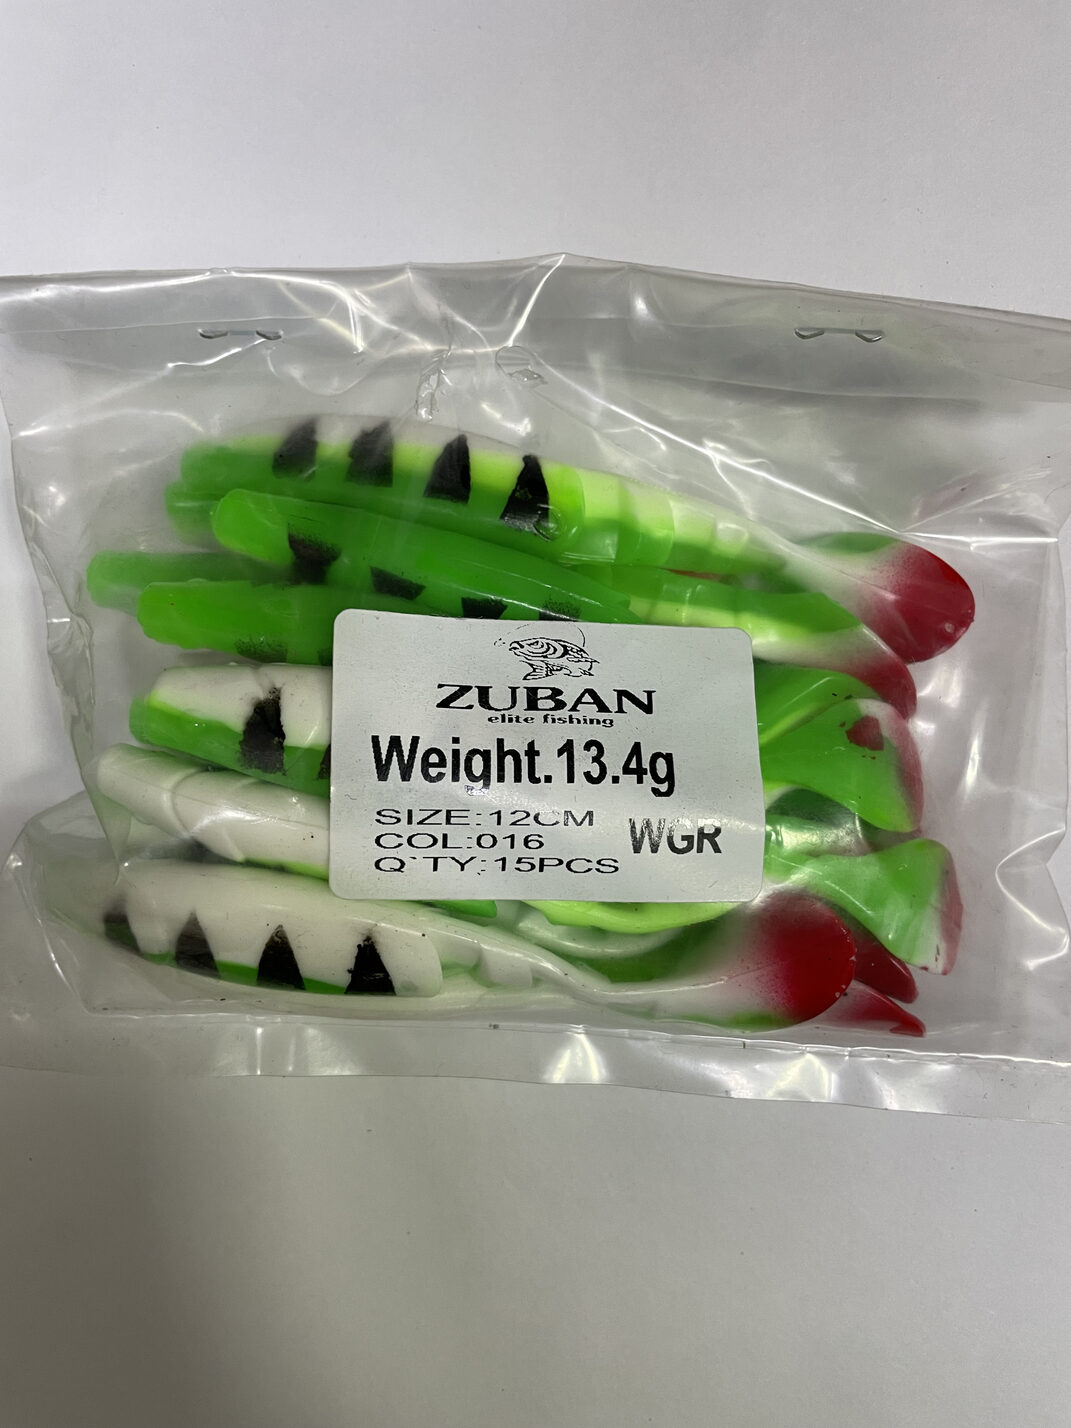 ZUBAN
elite fishing
Weight.13.4g
SIZE:12CM
WGR
COL:016
Q`TY:15PCS